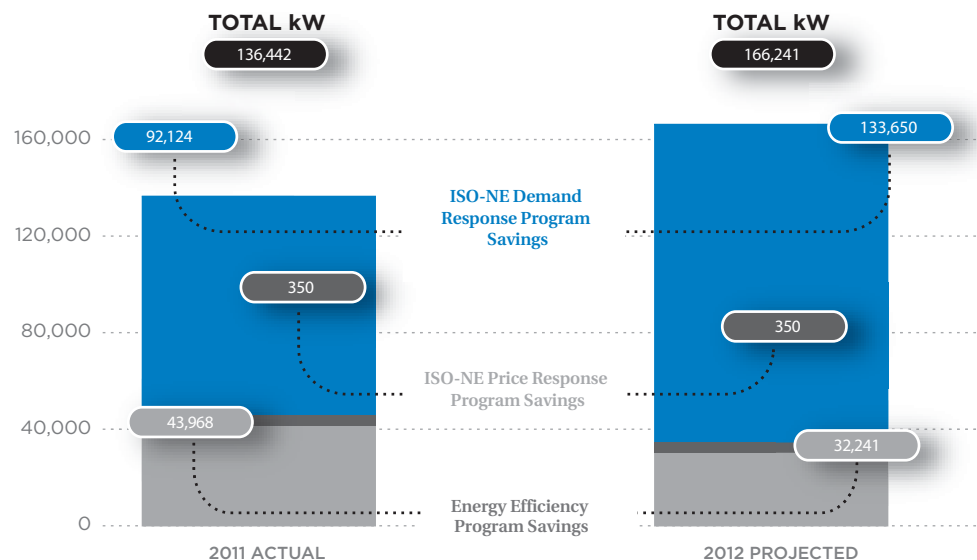 TOTAL kW
136,442
TOTAL kW
166,241
160,000
92,124
133,650
ISO-NE Demand
Response Program
Savings
120,000
350
80,000
350
ISO-NE Price Response
Program Savings
40,000
43,968
32,241
Energy Efficiency
Program Savings
0
2011 ACTUAL
2012 PROJECTED